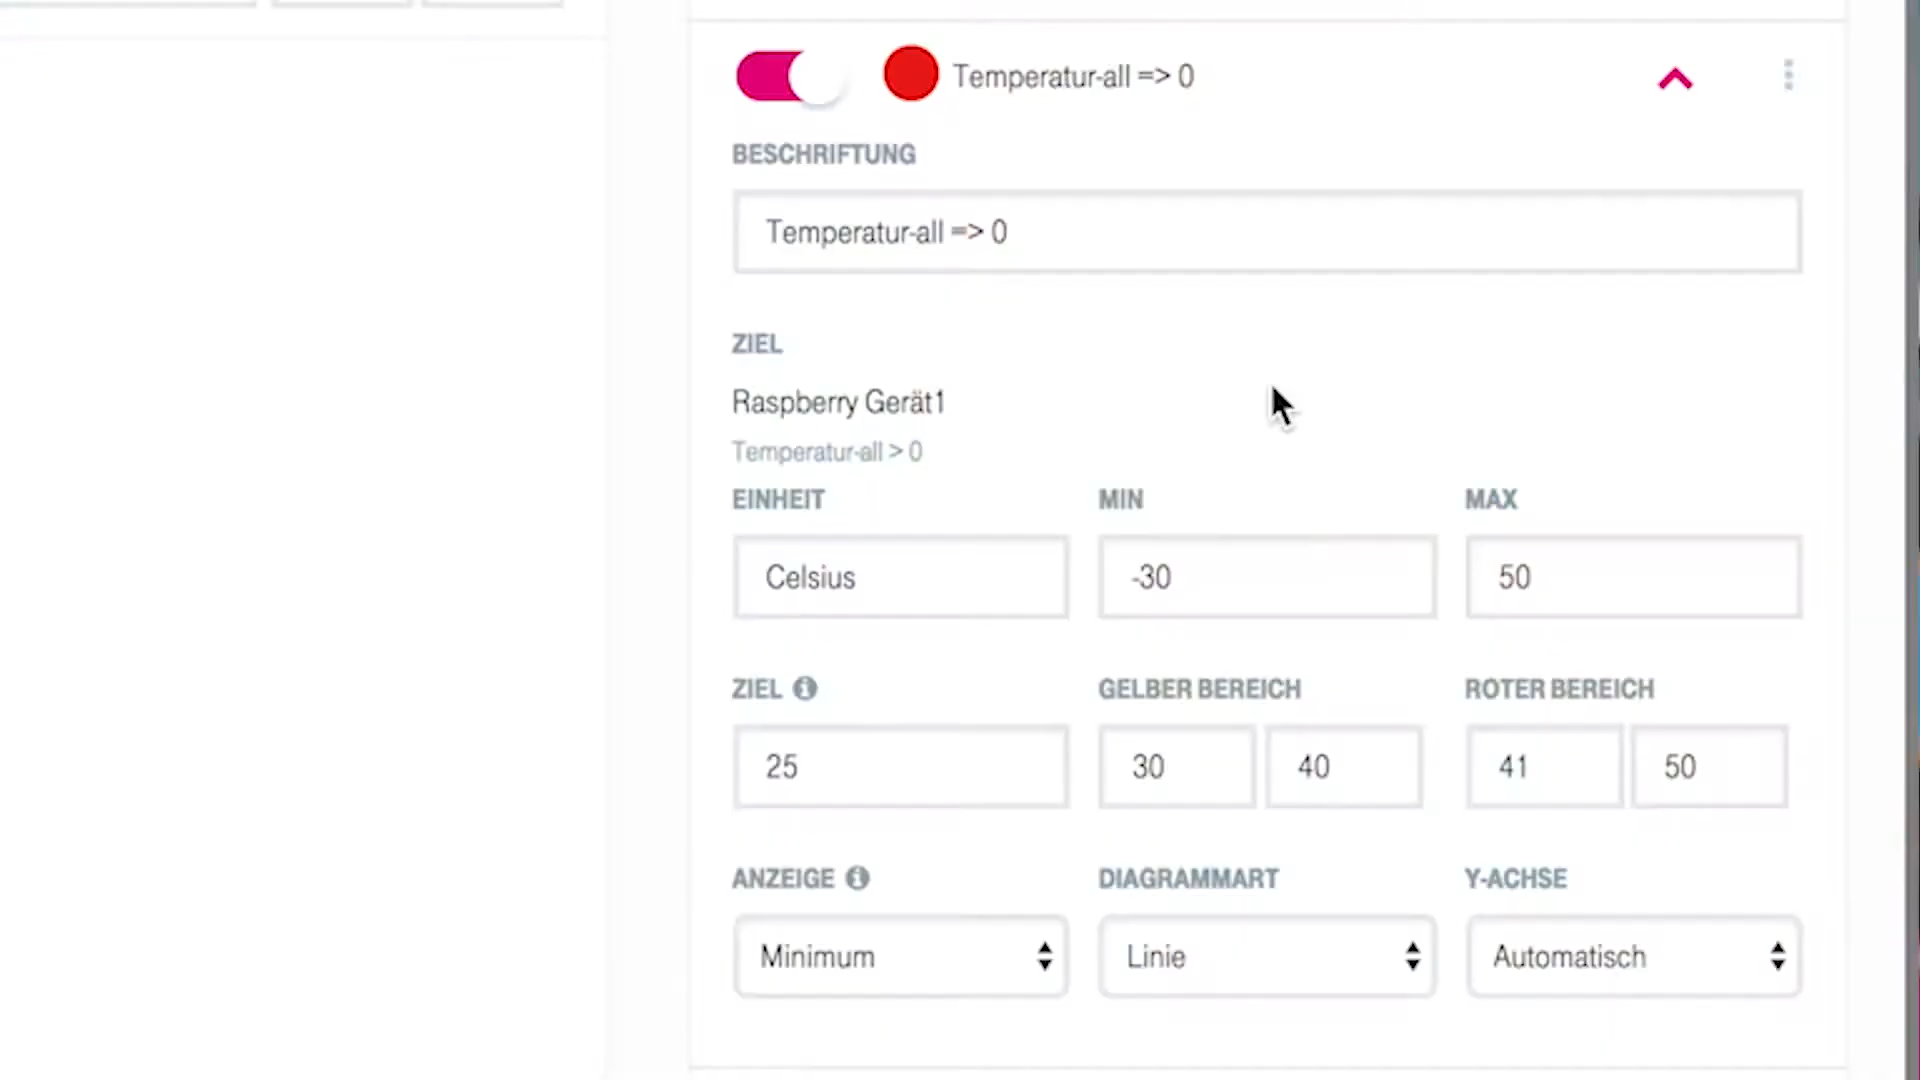 Temperatur-all => 0
BESCHRIFTUNG
Temperatur-all => 0
ZIEL
Raspberry Gerät1
Temperatur-all > 0
EINHEIT MIN MAX
Celsius -30 50
ZIEL GELBER BEREICH ROTER BEREICH
25 30 40 41 50
ANZEIGE DIAGRAMMART Y-ACHSE
Minimum Linie Automatisch